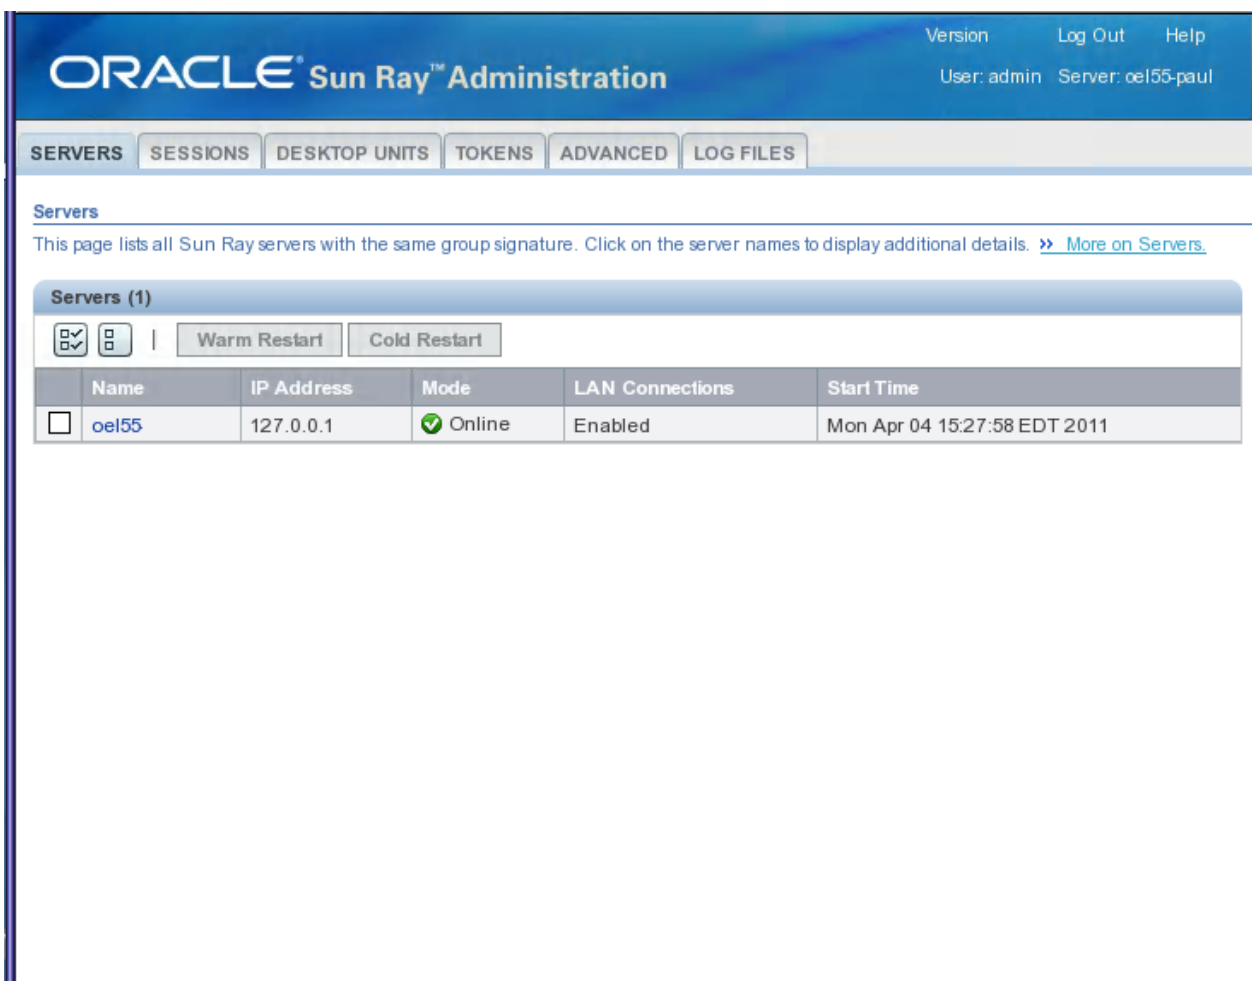 Version Log Out Help
ORACLE® Sun Ray™ Administration
User: admin Server: oel55-paul
SERVERS SESSIONS DESKTOP UNITS TOKENS ADVANCED LOG FILES
Servers
This page lists all Sun Ray servers with the same group signature. Click on the server names to display additional details. » More on Servers.
Servers (1)
Warm Restart Cold Restart
Name IP Address Mode LAN Connections Start Time
oel55 127.0.0.1 Online Enabled Mon Apr 04 15:27:58 EDT 2011